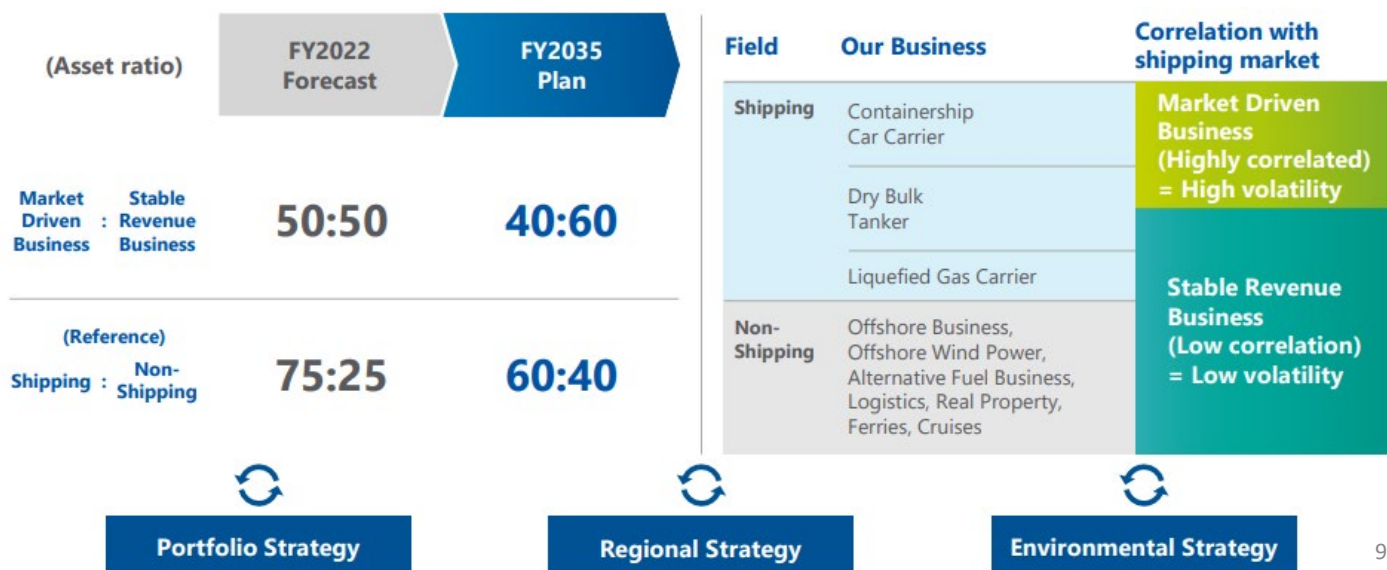 (Asset ratio)
FY2022
Forecast
FY2035
Plan
Market
Driven
Business
:
Stable
Revenue
Business
50:50
40:60
(Reference)
Shipping :
Non-
Shipping
75:25
60:40
Field
Our Business
Correlation with
shipping market
Shipping
Containership
Car Carrier
Dry Bulk
Tanker
Liquefied Gas Carrier
Non-
Shipping
Offshore Business,
Offshore Wind Power,
Alternative Fuel Business,
Logistics, Real Property,
Ferries, Cruises
Market Driven
Business
(Highly correlated)
= High volatility
Stable Revenue
Business
(Low correlation)
= Low volatility
Portfolio Strategy
Regional Strategy
Environmental Strategy
9